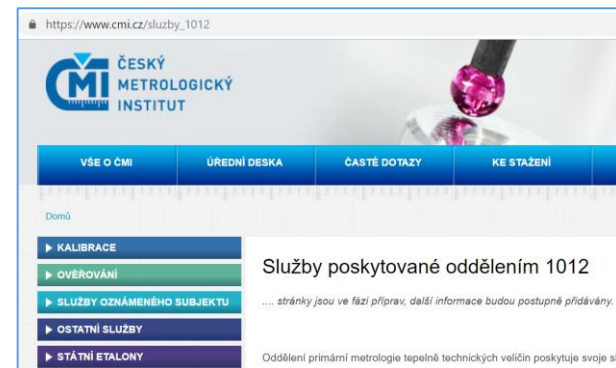 https://www.cmi.cz/sluzby_1012
ČMI
ČESKÝ
METROLOGICKÝ
INSTITUT
VŠE O ČMI ÚŘEDNÍ DESKA ČASTÉ DOTAZY KE STAŽENÍ
Domů
KALIBRACE
OVĚŘOVÁNÍ
SLUŽBY OZNÁMENÉHO SUBJEKTU
OSTATNÍ SLUŽBY
STÁTNÍ ETALONY
Služby poskytované oddělením 1012
.... stránky jsou ve fázi příprav, další informace budou postupně přidávány.
Oddělení primární metrologie tepelně technických veličin poskytuje svoje